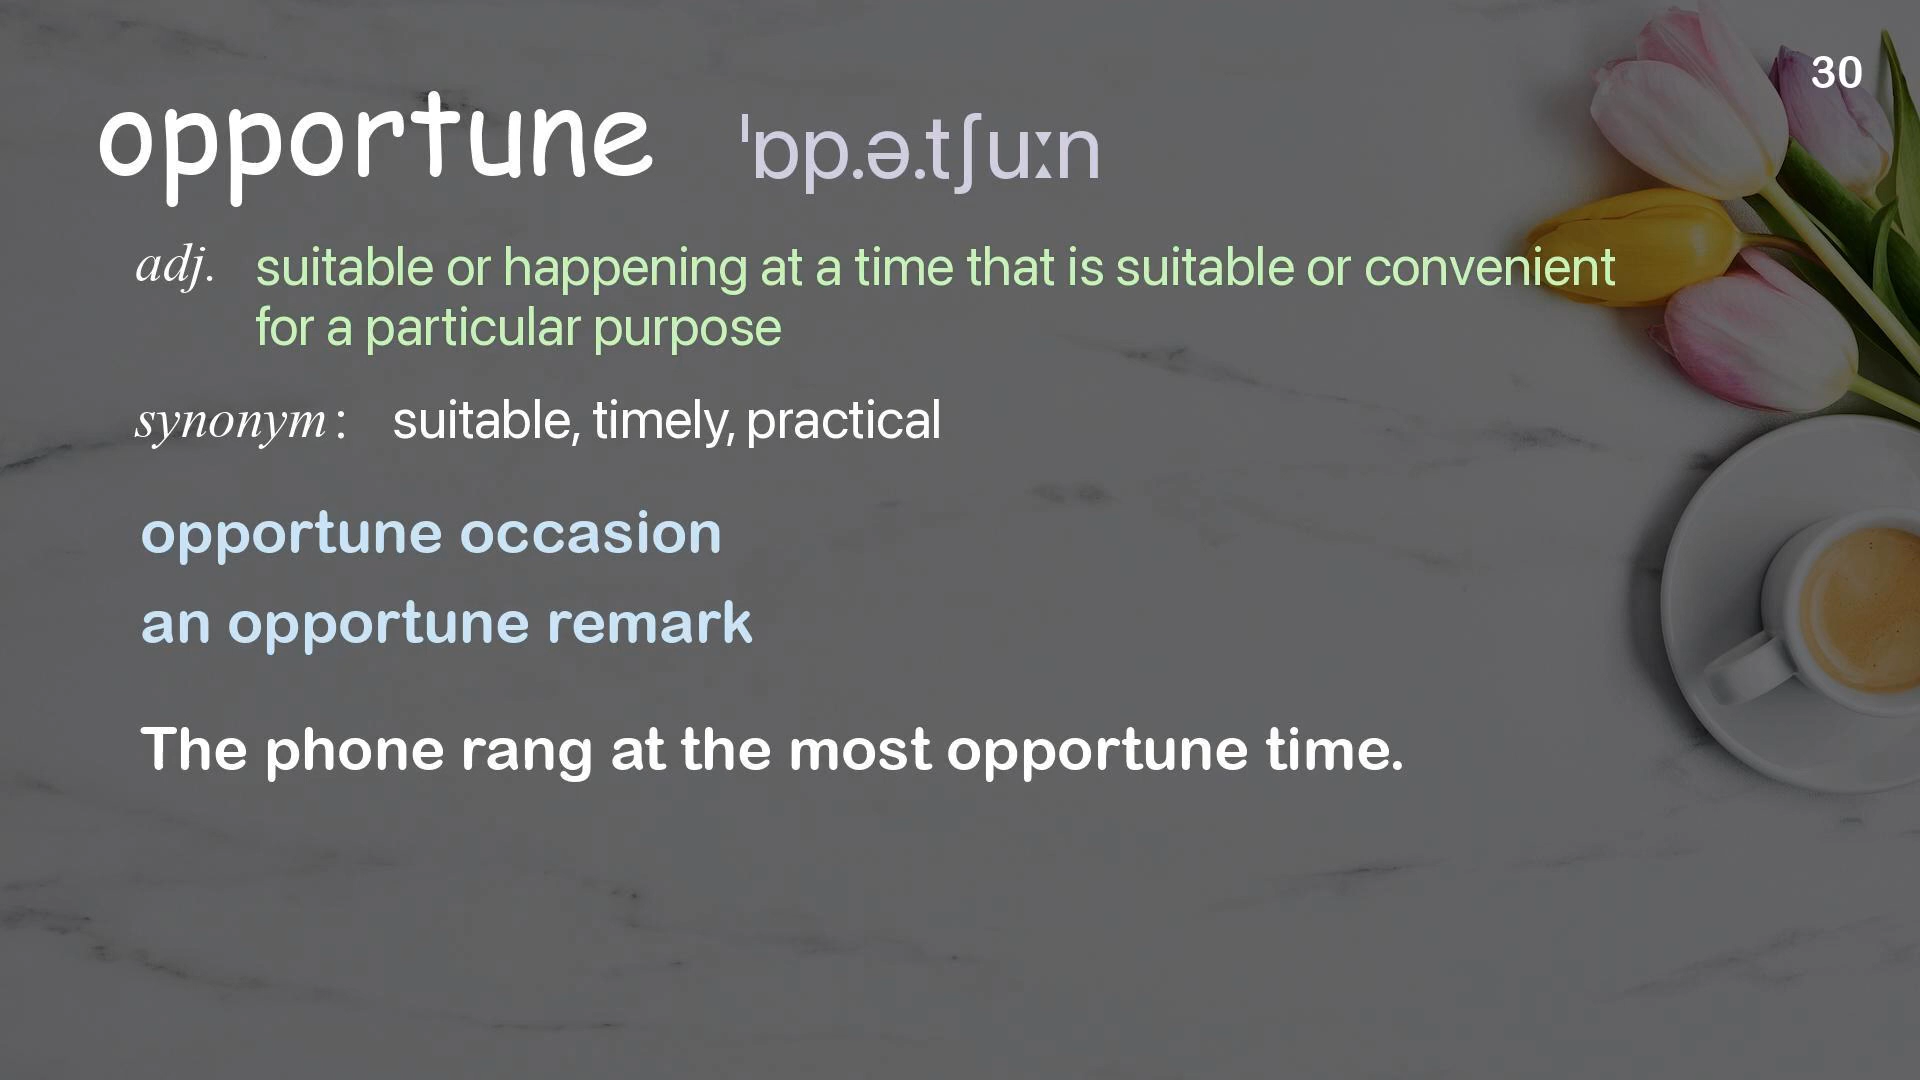 30
opportune ˈɒp.ə.tʃuːn
adj. suitable or happening at a time that is suitable or convenient
for a particular purpose
synonym : suitable, timely, practical
opportune occasion
an opportune remark
The phone rang at the most opportune time.